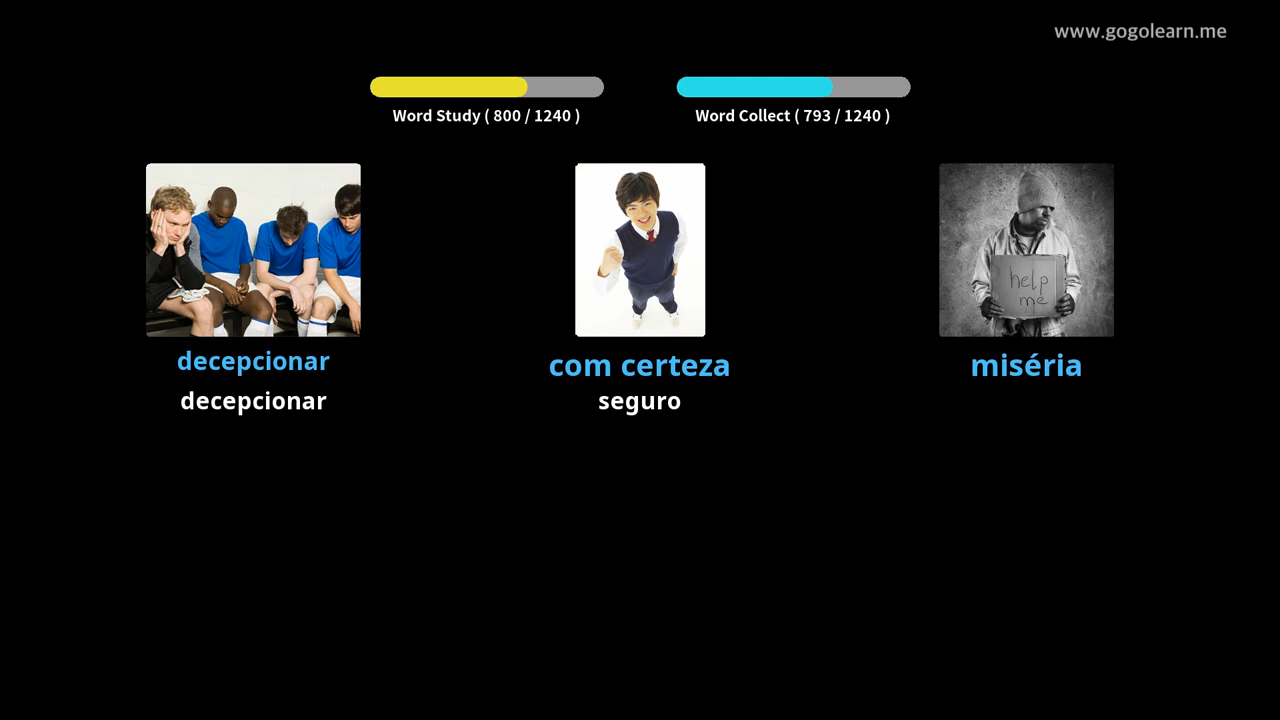 www.gogolearn.me
Word Study ( 800 / 1240 )
Word Collect ( 793 / 1240 )
help
me
decepcionar
com certeza
miséria
decepcionar
seguro